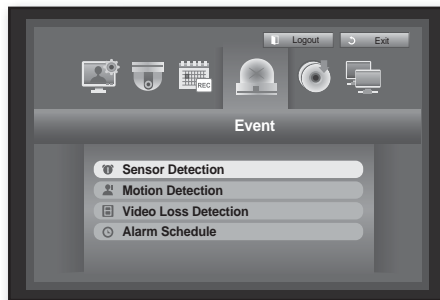 Logout Exit
REC
Event
Sensor Detection
Motion Detection
Video Loss Detection
Alarm Schedule